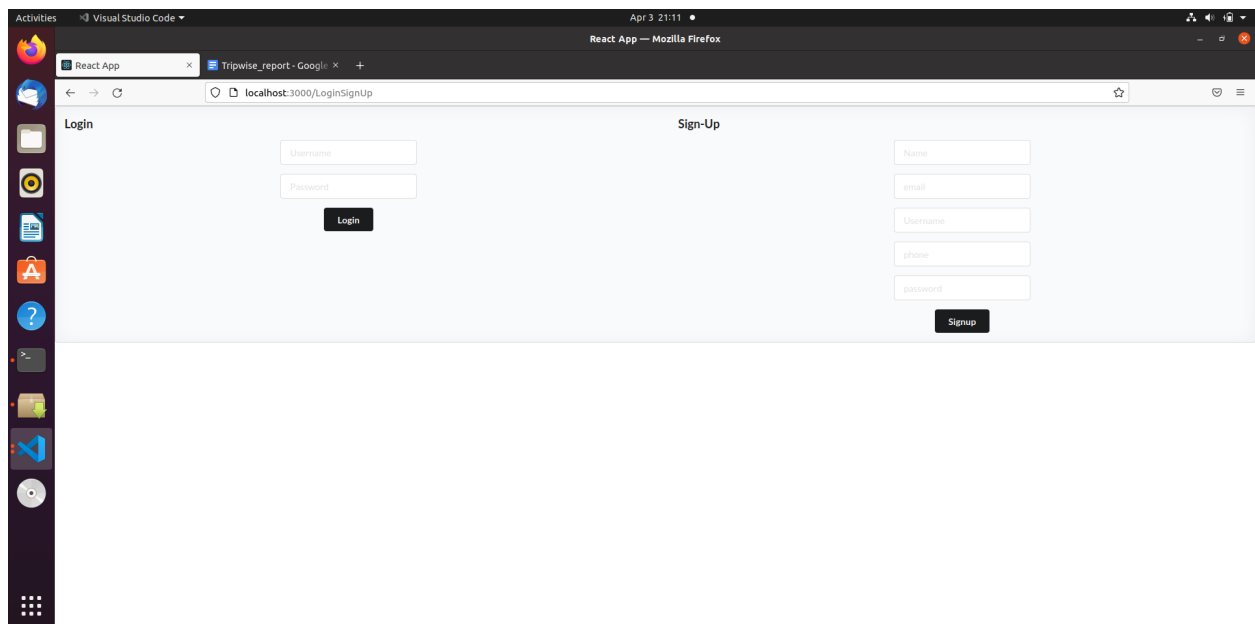 Activities Visual Studio Code Apr 3 21:11
React App — Mozilla Firefox
React App Tripwise_report - Google
localhost:3000/LoginSignUp
Login
Username
Password
Login
Sign-Up
Name
email
Username
phone
password
Signup